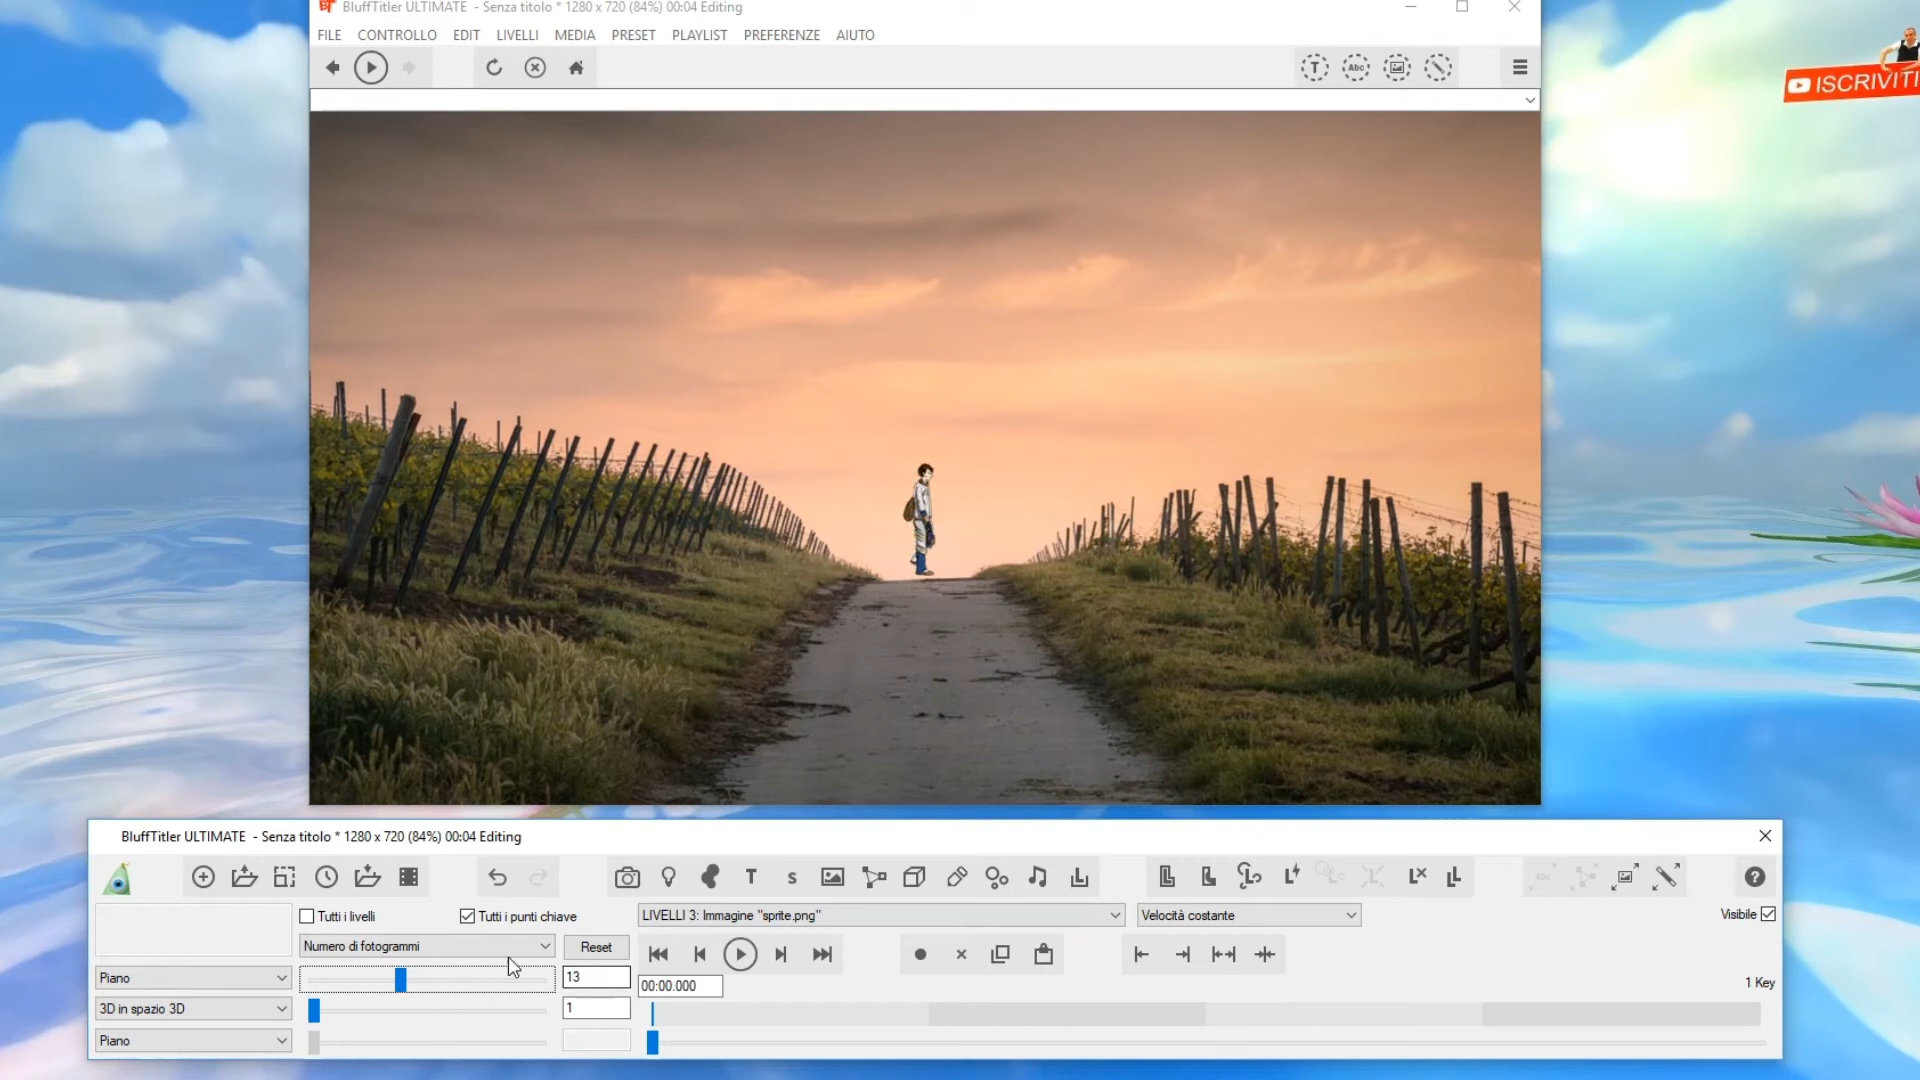 BluffTitler ULTIMATE - Senza titolo * 1280 x 720 (84%) 00:04 Editing
FILE CONTROLLO EDIT LIVELLI MEDIA PRESET PLAYLIST PREFERENZE AIUTO
T Abc
ISCRIVITI
BluffTitler ULTIMATE - Senza titolo * 1280 x 720 (84%) 00:04 Editing
T S
Tutti i livelli Tutti i punti chiave LIVELLI 3: Immagine "sprite.png" Velocità costante Visibile
Numero di fotogrammi Reset
Piano 13 00:00.000 1 Key
3D in spazio 3D 1
Piano